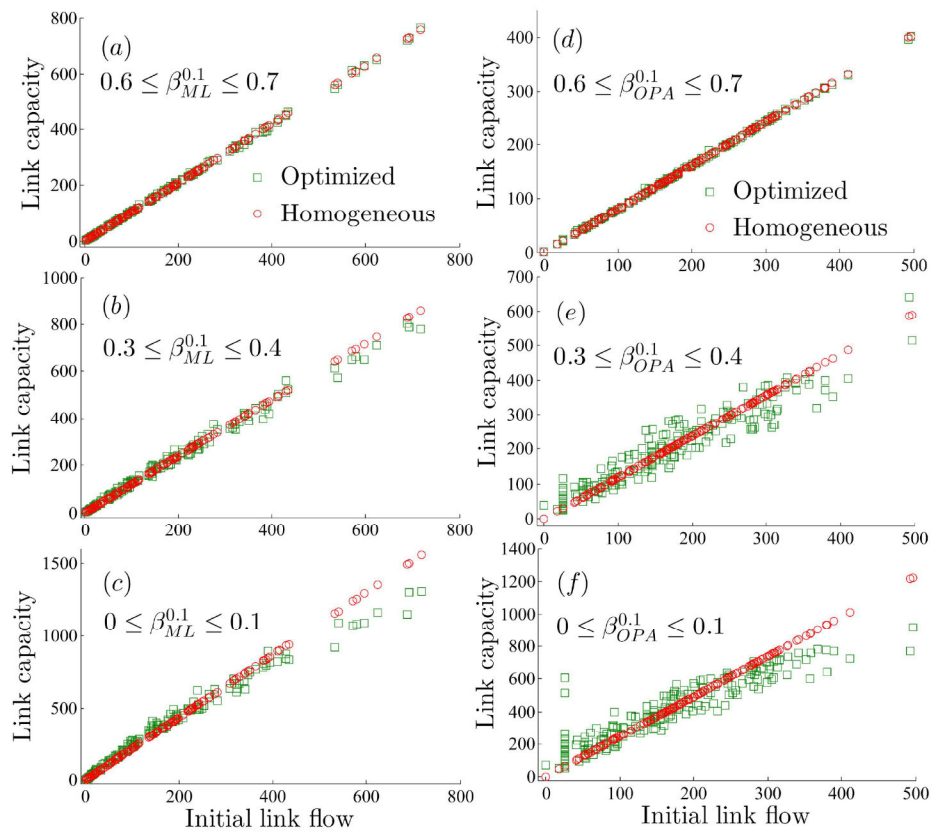 800
600
400
200
0
Link capacity
(a)
0.6 ≤ β_{ML}^{0.1} ≤ 0.7
Optimized
Homogeneous
0 200 400 600 800
400
300
200
100
0
Link capacity
(d)
0.6 ≤ β_{OPA}^{0.1} ≤ 0.7
Optimized
Homogeneous
0 100 200 300 400 500
1000
800
600
400
200
0
Link capacity
(b)
0.3 ≤ β_{ML}^{0.1} ≤ 0.4
0 200 400 600 800
700
600
500
400
300
200
100
0
Link capacity
(e)
0.3 ≤ β_{OPA}^{0.1} ≤ 0.4
0 100 200 300 400 500
1500
1000
500
0
Link capacity
(c)
0 ≤ β_{ML}^{0.1} ≤ 0.1
0 200 400 600 800
Initial link flow
1400
1200
1000
800
600
400
200
0
Link capacity
(f)
0 ≤ β_{OPA}^{0.1} ≤ 0.1
0 100 200 300 400 500
Initial link flow